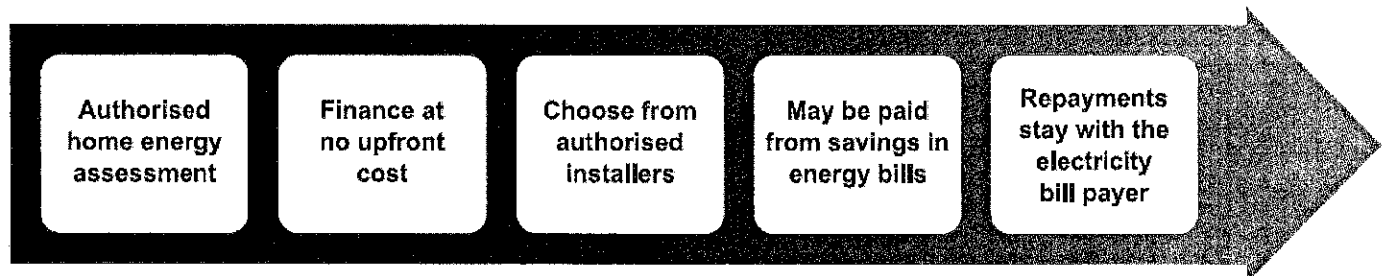 Authorised
home energy
assessment
Finance at
no upfront
cost
Choose from
authorised
installers
May be paid
from savings in
energy bills
Repayments
stay with the
electricity
bill payer